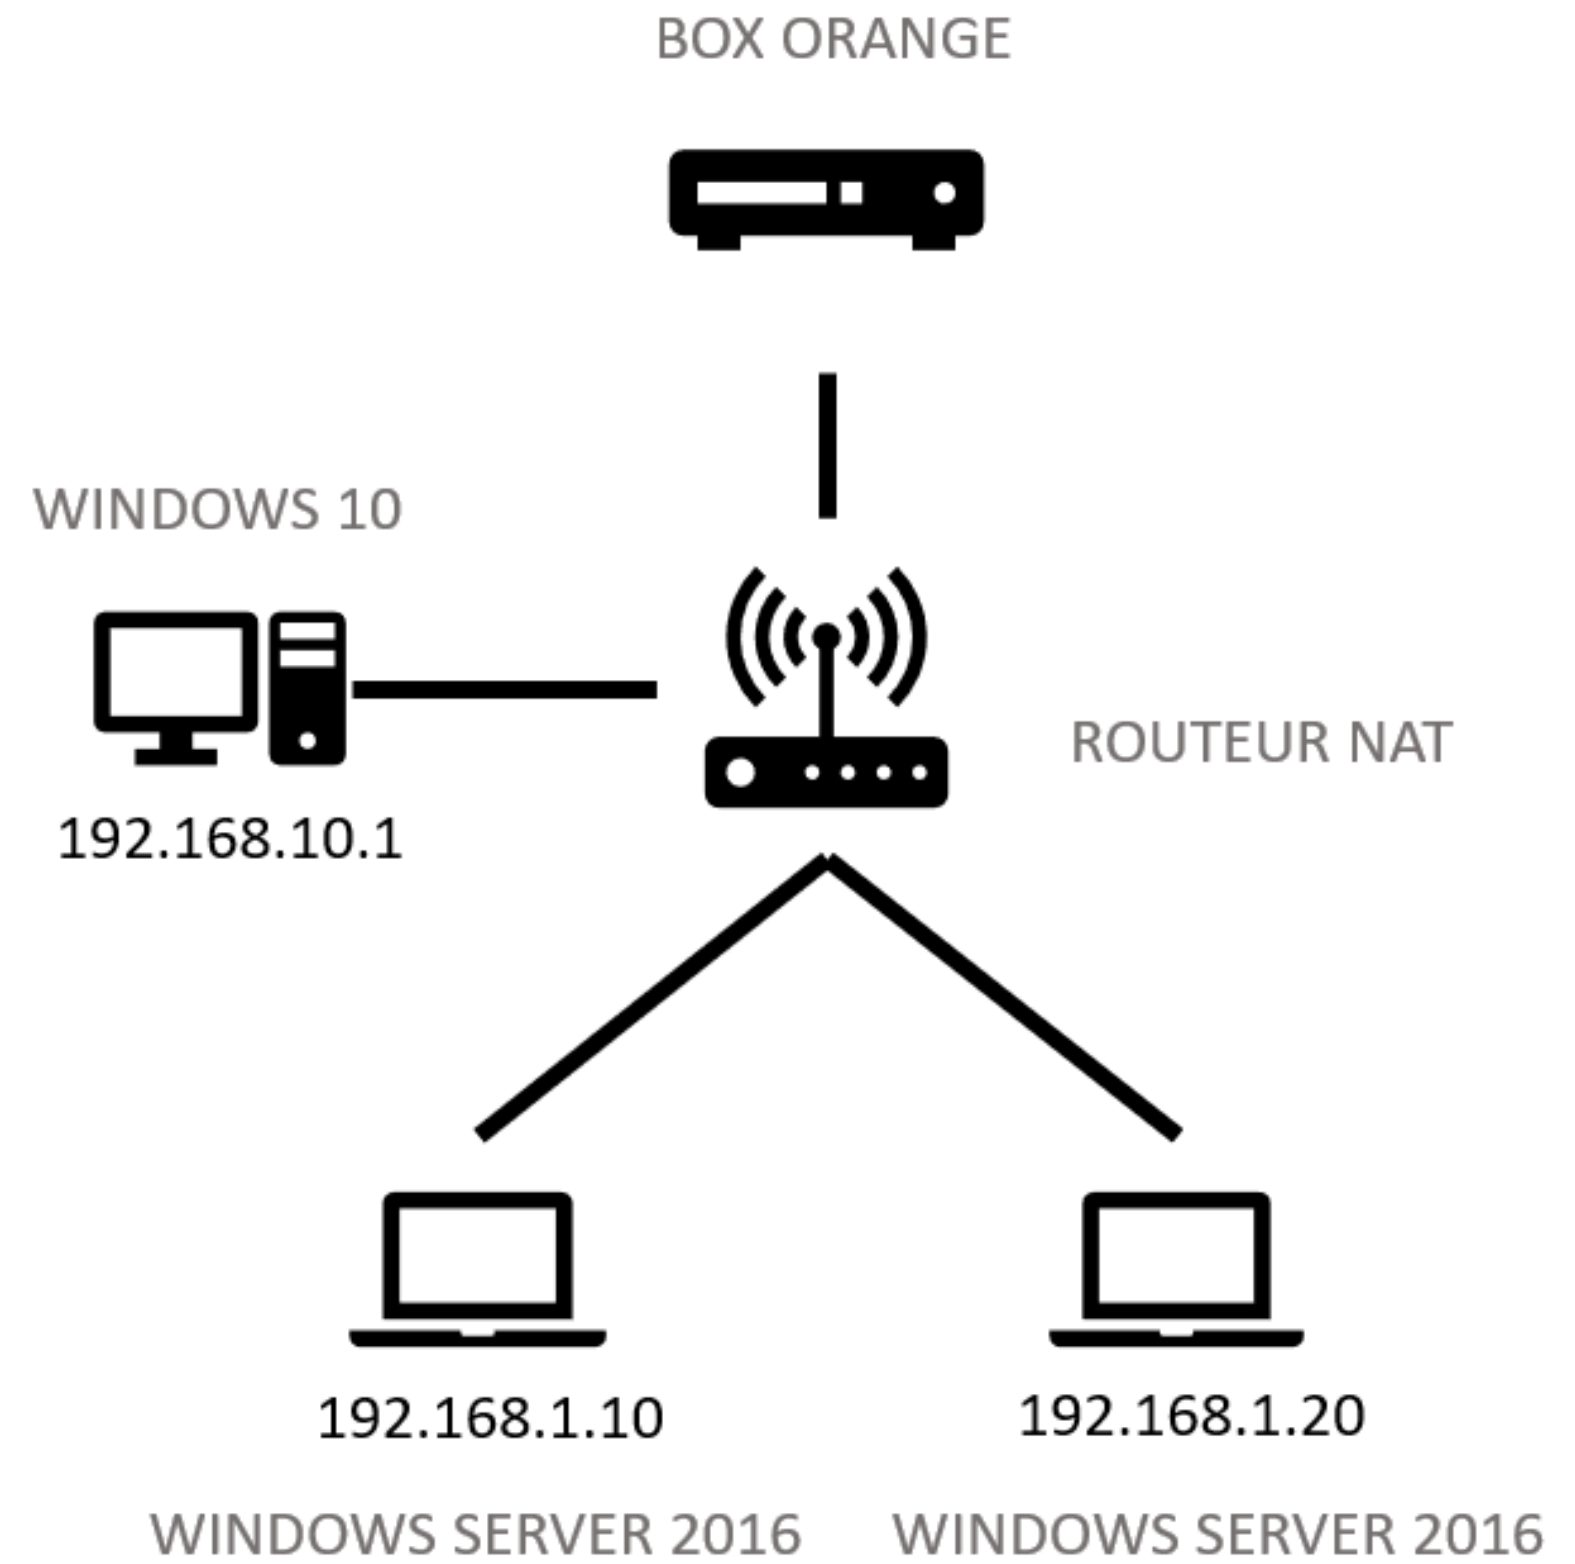 BOX ORANGE
WINDOWS 10
ROUTEUR NAT
192.168.10.1
192.168.1.10
192.168.1.20
WINDOWS SERVER 2016
WINDOWS SERVER 2016